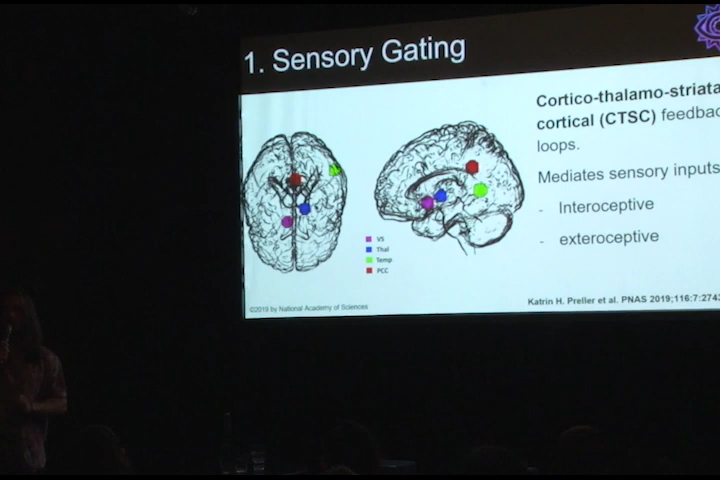 1. Sensory Gating
Cortico-thalamo-striata
cortical (CTSC) feedbac
loops.
Mediates sensory inputs
- Interoceptive
- exteroceptive
VS
Thal
Temp
PCC
©2019 by National Academy of Sciences
Katrin H. Preller et al. PNAS 2019;116:7:2743